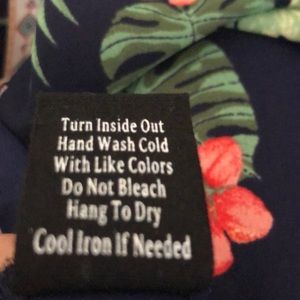 Turn Inside Out
Hand Wash Cold
With Like Colors
Do Not Bleach
Hang To Dry
Cool Iron If Needed